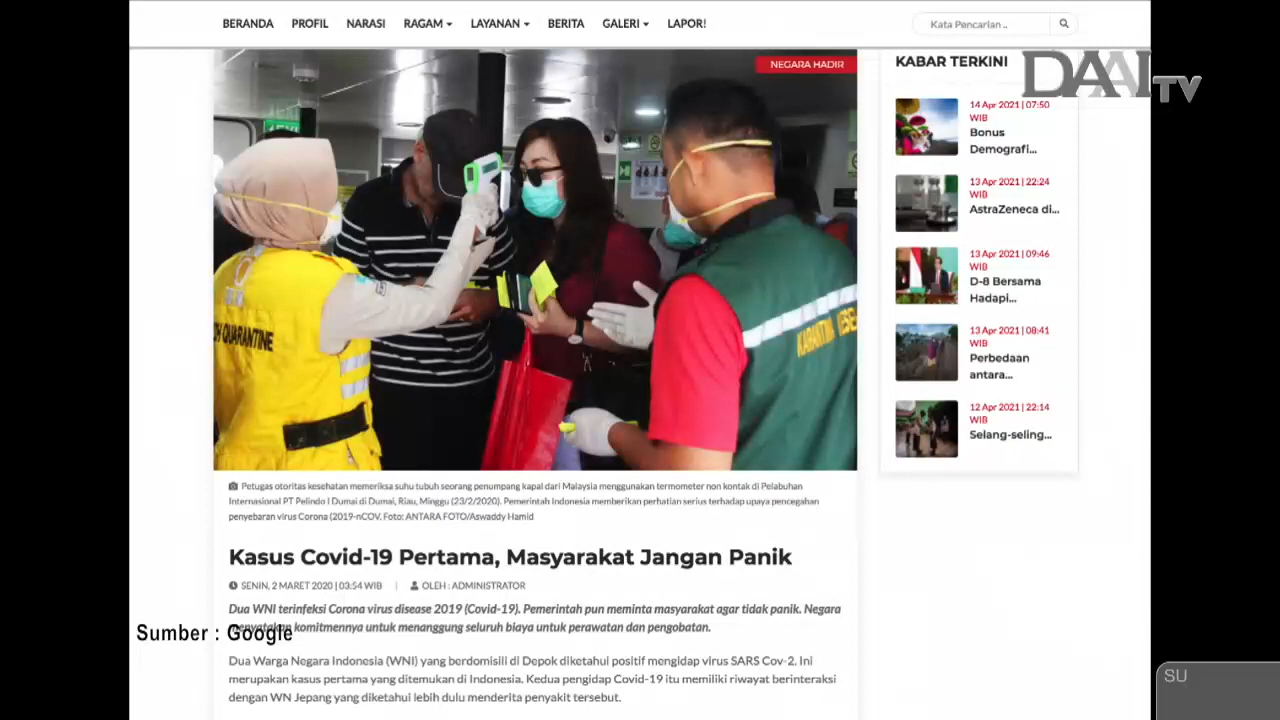 BERANDA PROFIL NARASI RAGAM LAYANAN BERITA GALERI LAPOR!
Kata Pencarian ..
NEGARA HADIR
KABAR TERKINI
DAAI TV
14 Apr 2021 | 07:50
WIB
Bonus
Demografi...
13 Apr 2021 | 22:24
WIB
AstraZeneca di...
13 Apr 2021 | 09:46
WIB
D-8 Bersama
Hadapi...
13 Apr 2021 | 08:41
WIB
Perbedaan
antara...
12 Apr 2021 | 22:14
WIB
Selang-seling...
QUARANTINE
KARANTINA
Petugas otoritas kesehatan memeriksa suhu tubuh seorang penumpang kapal dari Malaysia menggunakan termometer non kontak di Pelabuhan
Internasional PT Pelindo I Dumai di Dumai, Riau, Minggu (23/2/2020). Pemerintah Indonesia memberikan perhatian serius terhadap upaya pencegahan
penyebaran virus Corona (2019-nCOV. Foto: ANTARA FOTO/Aswaddy Hamid
Kasus Covid-19 Pertama, Masyarakat Jangan Panik
SENIN, 2 MARET 2020 | 03:54 WIB | OLEH : ADMINISTRATOR
Dua WNI terinfeksi Corona virus disease 2019 (Covid-19). Pemerintah pun meminta masyarakat agar tidak panik. Negara
menyatakan komitmennya untuk menanggung seluruh biaya untuk perawatan dan pengobatan.
Sumber : Google
Dua Warga Negara Indonesia (WNI) yang berdomisili di Depok diketahui positif mengidap virus SARS Cov-2. Ini
merupakan kasus pertama yang ditemukan di Indonesia. Kedua pengidap Covid-19 itu memiliki riwayat berinteraksi
dengan WN Jepang yang diketahui lebih dulu menderita penyakit tersebut.
SU